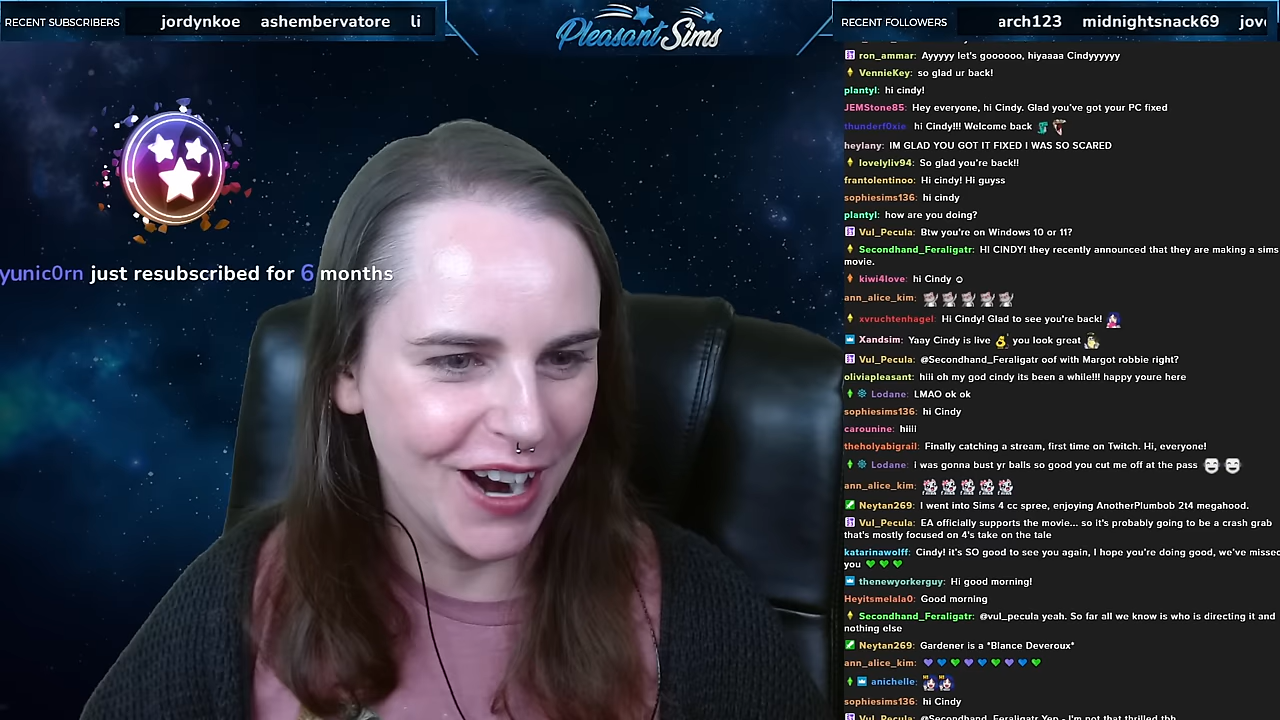 RECENT SUBSCRIBERS jordynkoe ashembervatore li
PleasantSims
RECENT FOLLOWERS arch123 midnightsnack69 jov
yunic0rn just resubscribed for 6 months
ron_ammar: Ayyyyy let's goooooo, hiyaaaa Cindyyyyyy
VennieKey: so glad ur back!
plantyl: hi cindy!
JEMStone85: Hey everyone, hi Cindy. Glad you've got your PC fixed
thunderf0xie: hi Cindy!!! Welcome back
heylany: IM GLAD YOU GOT IT FIXED I WAS SO SCARED
lovelyliv94: So glad you're back!!
frantolentinoo: Hi cindy! Hi guyss
sophiesims136: hi cindy
plantyl: how are you doing?
Vul_Pecula: Btw you're on Windows 10 or 11?
Secondhand_Feraligatr: HI CINDY! they recently announced that they are making a sims
movie.
kiwi4love: hi Cindy ☺
ann_alice_kim:
xvruchtenhagel: Hi Cindy! Glad to see you're back!
Xandsim: Yaay Cindy is live you look great
Vul_Pecula: @Secondhand_Feraligatr oof with Margot robbie right?
oliviapleasant: hiii oh my god cindy its been a while!!! happy youre here
Lodane: LMAO ok ok
sophiesims136: hi Cindy
carounine: hiiii
theholyabigrail: Finally catching a stream, first time on Twitch. Hi, everyone!
Lodane: I was gonna bust yr balls so good you cut me off at the pass
ann_alice_kim:
Neytan269: I went into Sims 4 cc spree, enjoying AnotherPlumbob 2t4 megahood.
Vul_Pecula: EA officially supports the movie... so it's probably going to be a crash grab
that's mostly focused on 4's take on the tale
katarinawolff: Cindy! it's SO good to see you again, I hope you're doing good, we've misse
you 💚 💚 💚
thenewyorkerguy: Hi good morning!
Heyitsmelala0: Good morning
Secondhand_Feraligatr: @vul_pecula yeah. So far all we know is who is directing it and
nothing else
Neytan269: Gardener is a *Blance Deveroux*
ann_alice_kim: 💜 💙 💚 💜 💙 💚 💜 💙 💚
anichelle:
sophiesims136: hi Cindy
Vul_Pecula: @Secondhand_Feraligatr Yep - I'm not that thrilled tbh